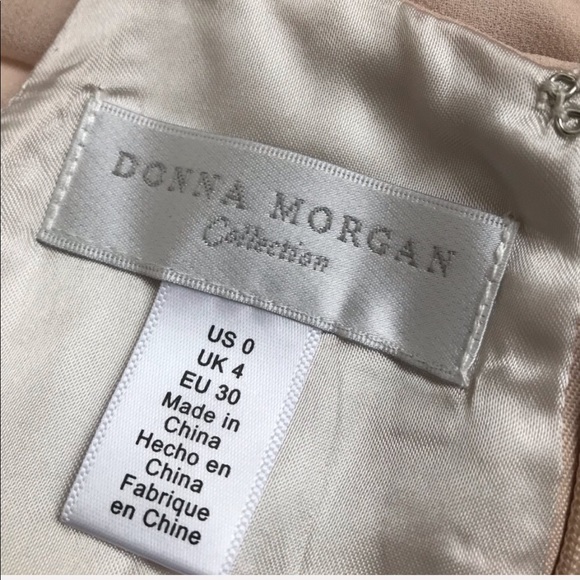 DONNA MORGAN
Collection
US 0
UK 4
EU 30
Made in
China
Hecho en
China
Fabrique
en Chine